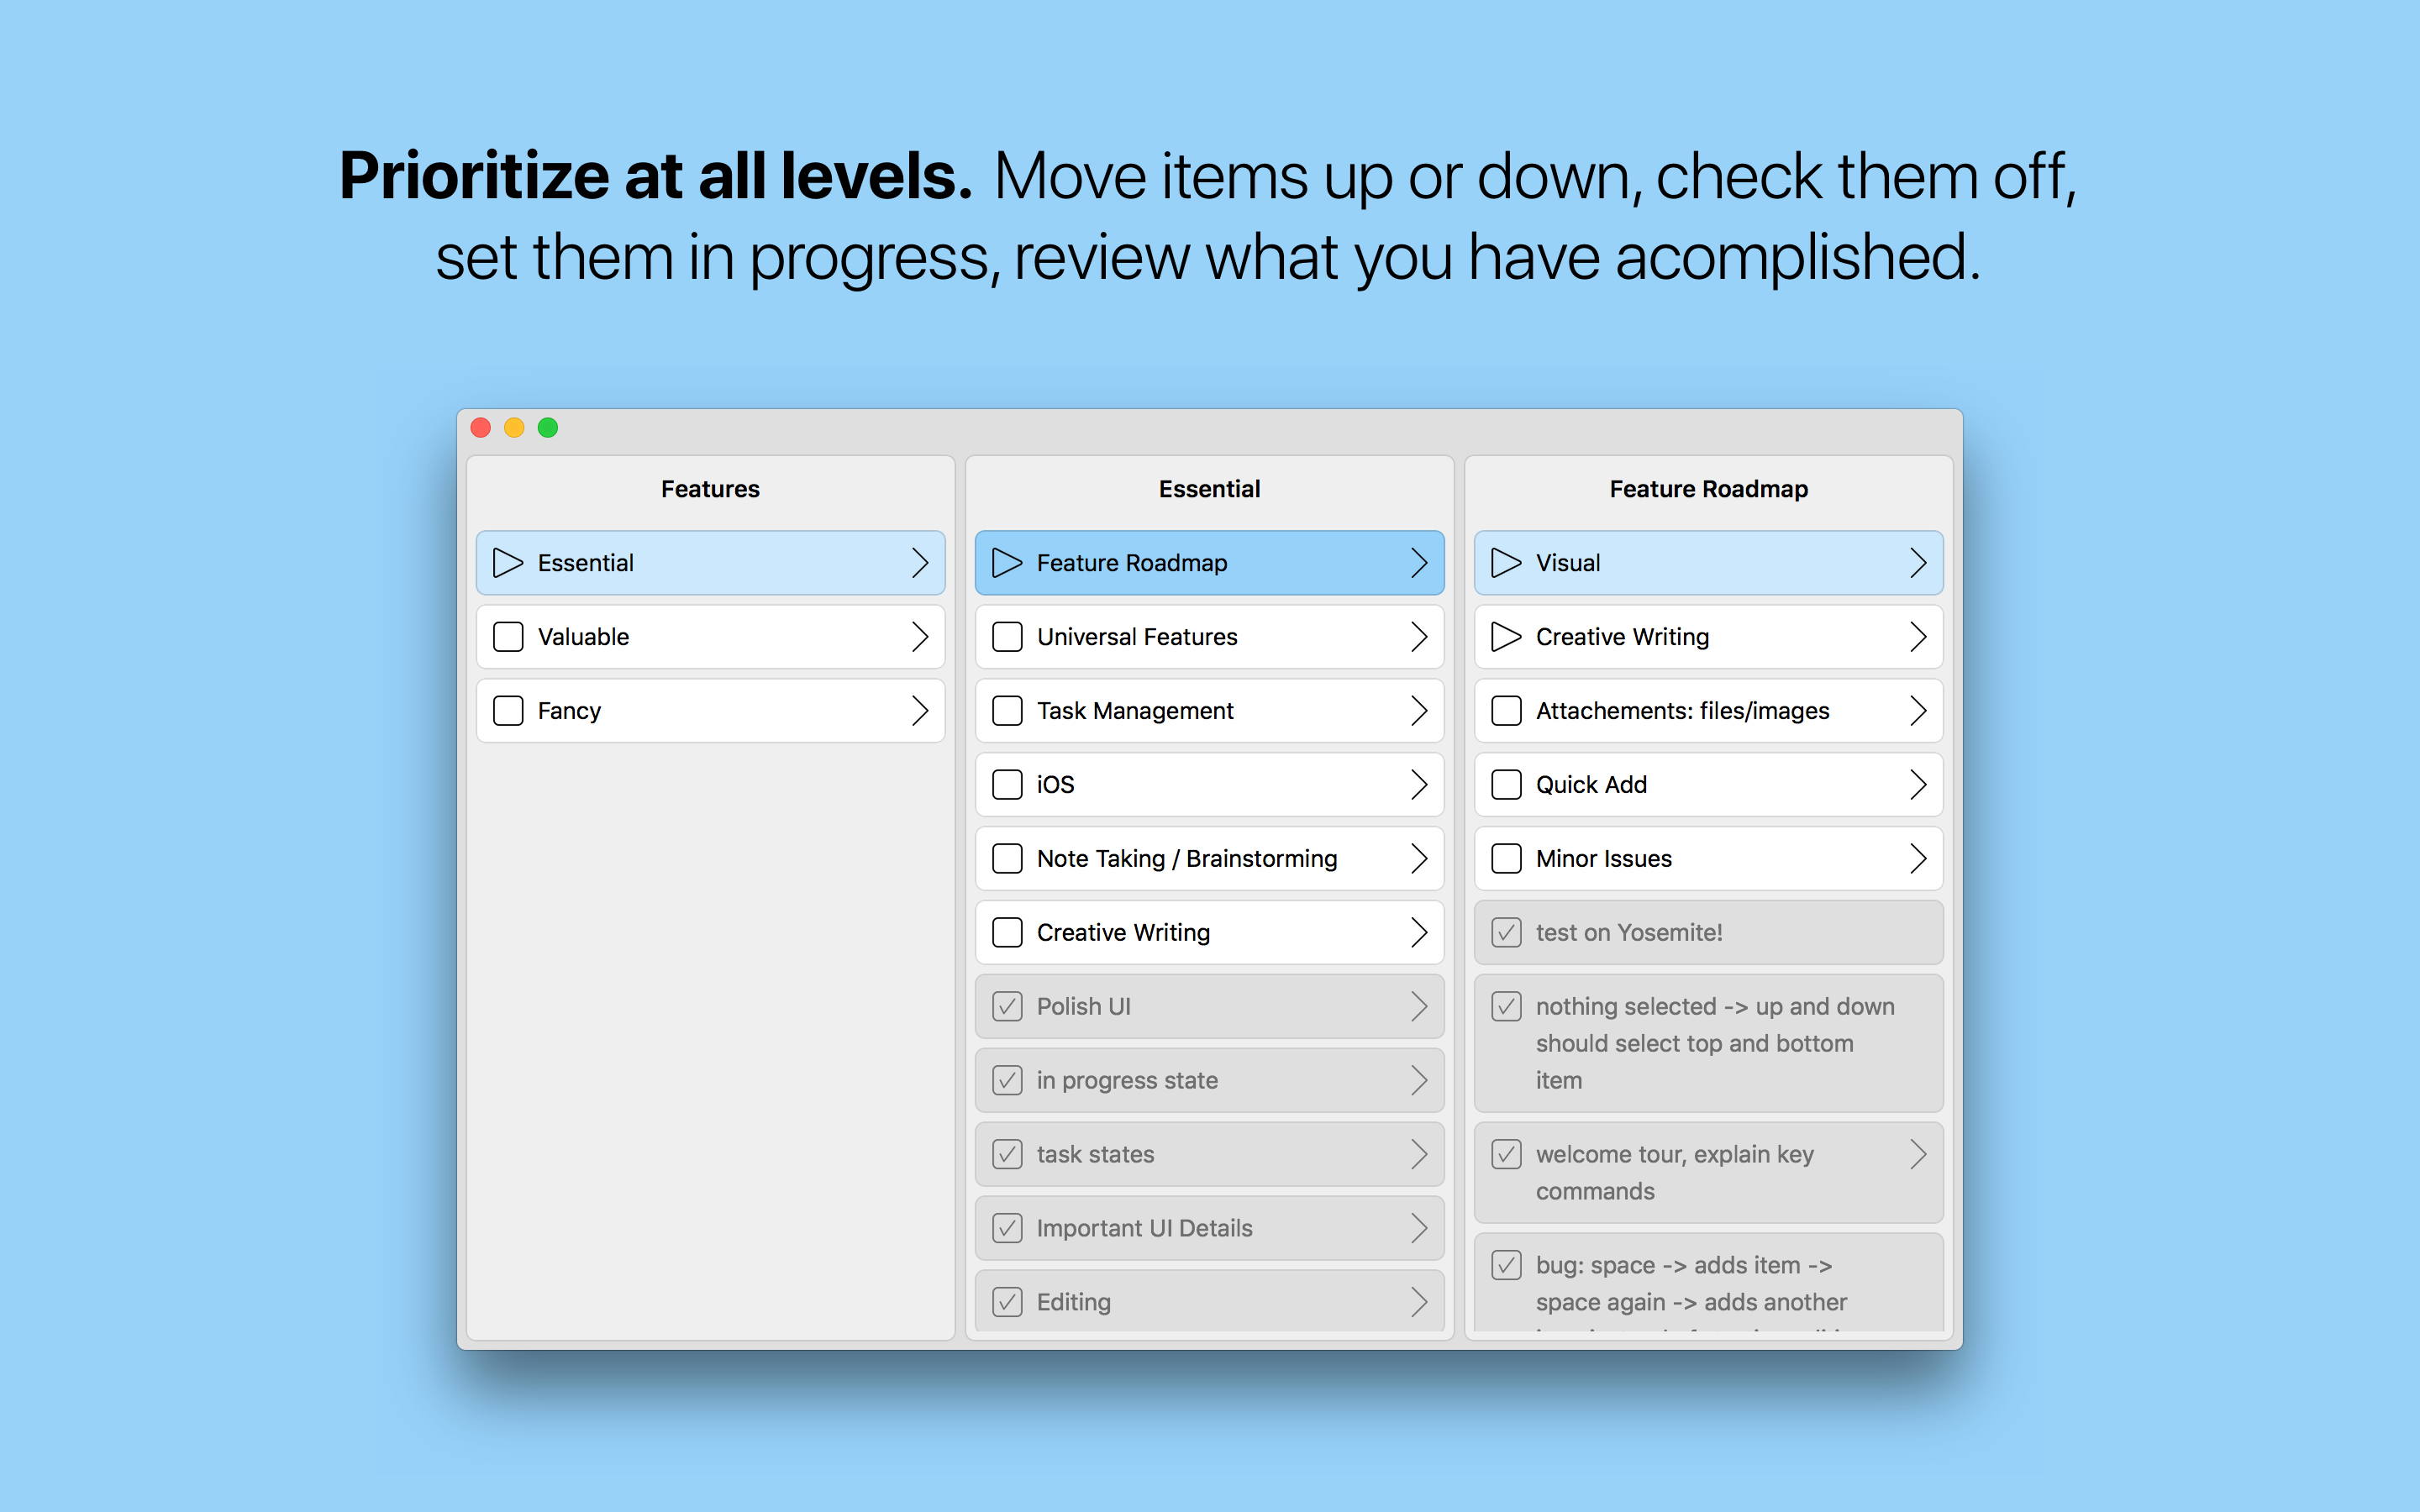 Prioritize at all levels. Move items up or down, check them off,
set them in progress, review what you have acomplished.
Features
Essential
Valuable
Fancy
Essential
Feature Roadmap
Universal Features
Task Management
iOS
Note Taking / Brainstorming
Creative Writing
Polish UI
in progress state
task states
Important UI Details
Editing
Feature Roadmap
Visual
Creative Writing
Attachements: files/images
Quick Add
Minor Issues
test on Yosemite!
nothing selected -> up and down
should select top and bottom
item
welcome tour, explain key
commands
bug: space -> adds item ->
space again -> adds another